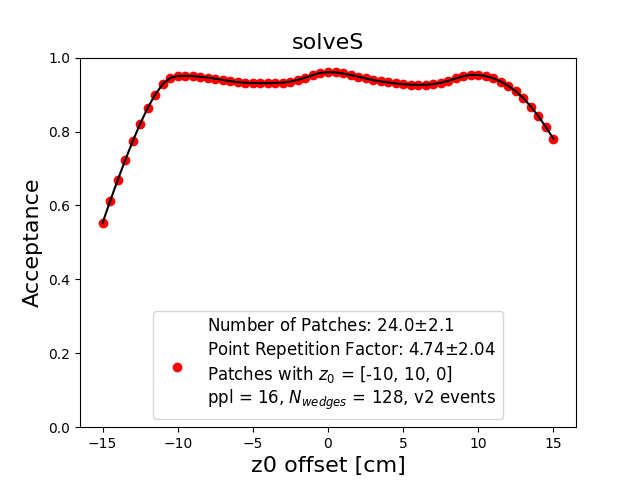 solveS
Acceptance
1.0
0.8
0.6
0.4
0.2
0.0
Number of Patches: 24.0±2.1
Point Repetition Factor: 4.74±2.04
Patches with z₀ = [-10, 10, 0]
ppl = 16, N_wedges = 128, v2 events
−15 −10 −5 0 5 10 15
z0 offset [cm]